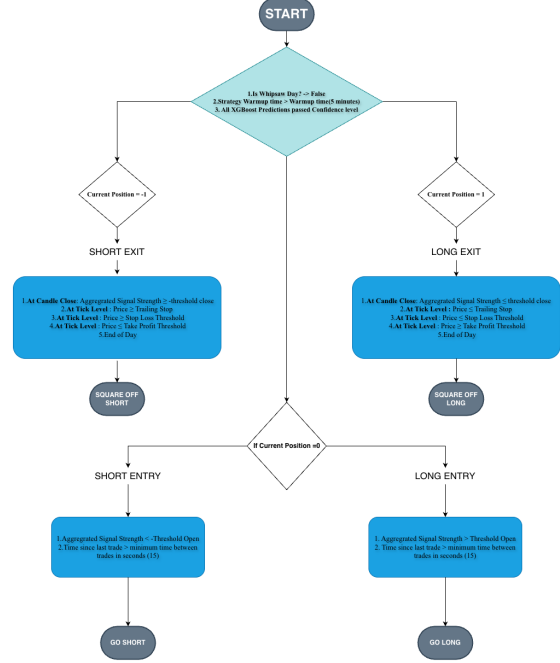 START
1.Is Whipsaw Day? -> False
2.Strategy Warmup time > Warmup time(5 minutes)
3. All XGBoost Predictions passed Confidence level
Current Position = -1
Current Position = 1
SHORT EXIT
LONG EXIT
1.At Candle Close: Aggregrated Signal Strength ≥ -threshold close
2.At Tick Level : Price ≥ Trailing Stop
3.At Tick Level : Price ≥ Stop Loss Threshold
4.At Tick Level : Price ≤ Take Profit Threshold
5.End of Day
1.At Candle Close: Aggregrated Signal Strength ≤ threshold close
2.At Tick Level : Price ≤ Trailing Stop
3.At Tick Level : Price ≤ Stop Loss Threshold
4.At Tick Level : Price ≥ Take Profit Threshold
5.End of Day
SQUARE OFF
SHORT
SQUARE OFF
LONG
If Current Position =0
SHORT ENTRY
LONG ENTRY
1.Aggregrated Signal Strength < -Threshold Open
2.Time since last trade > minimum time between
trades in seconds (15)
1. Aggregrated Signal Strength > Threshold Open
2. Time since last trade > minimum time between
trades in seconds (15)
GO SHORT
GO LONG